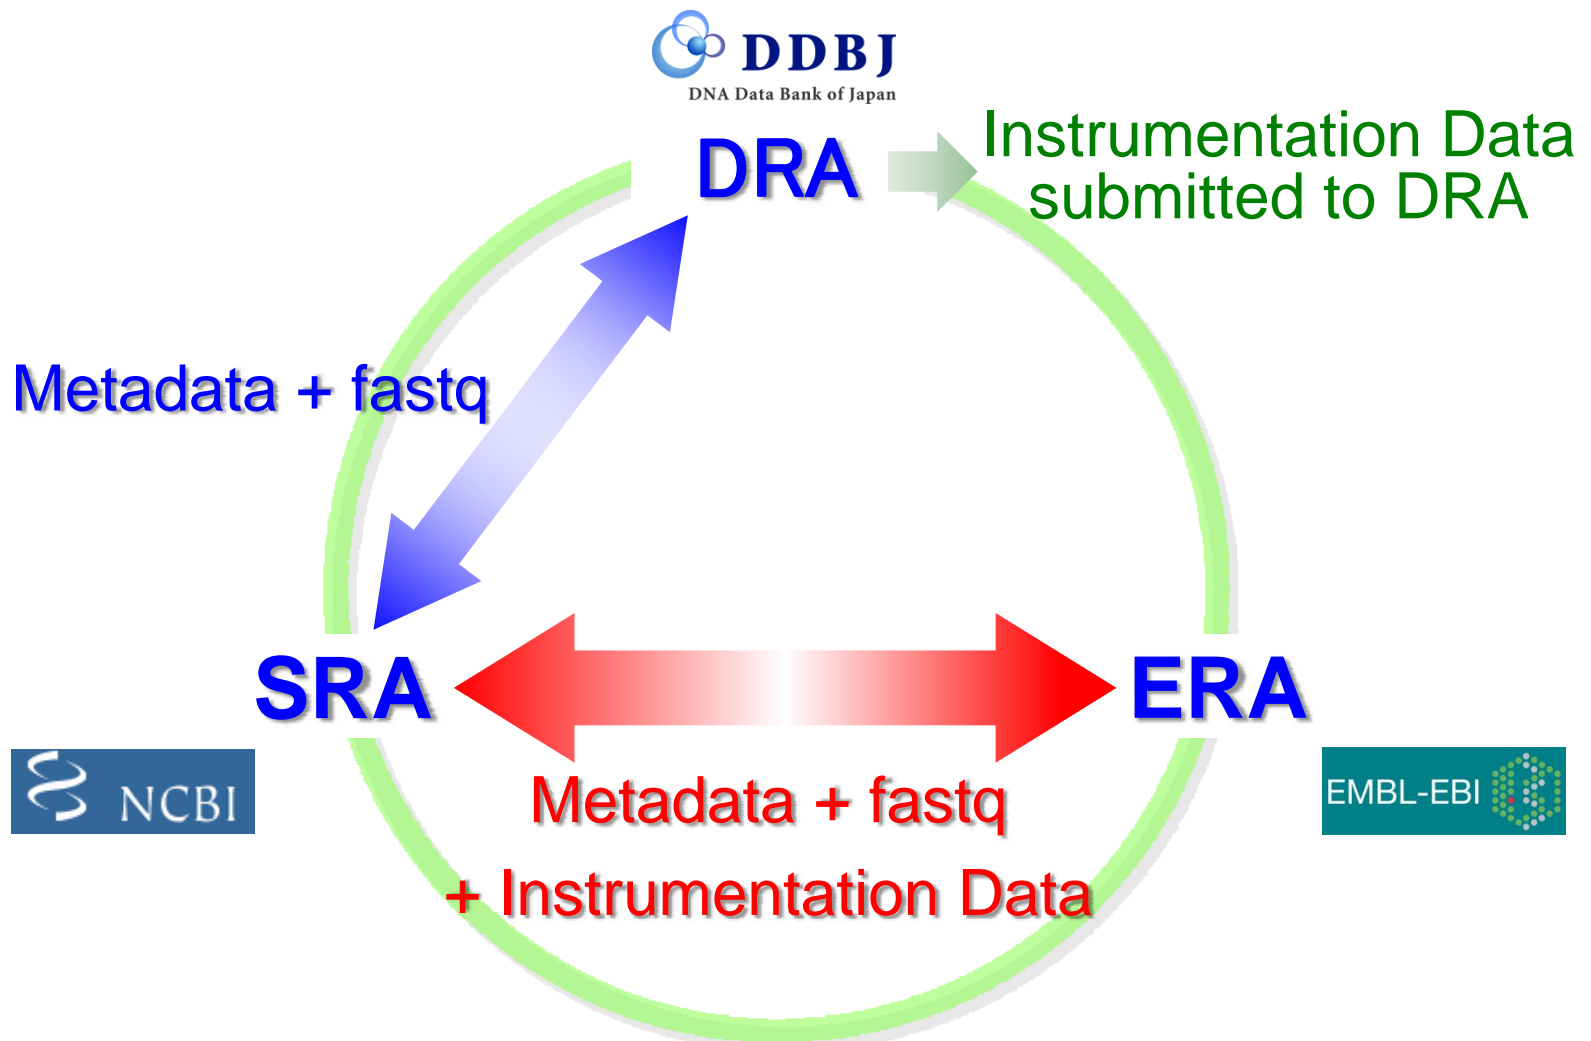 DDBJ
DNA Data Bank of Japan
DRA
Instrumentation Data
submitted to DRA
Metadata + fastq
SRA
ERA
NCBI
EMBL-EBI
Metadata + fastq
+ Instrumentation Data